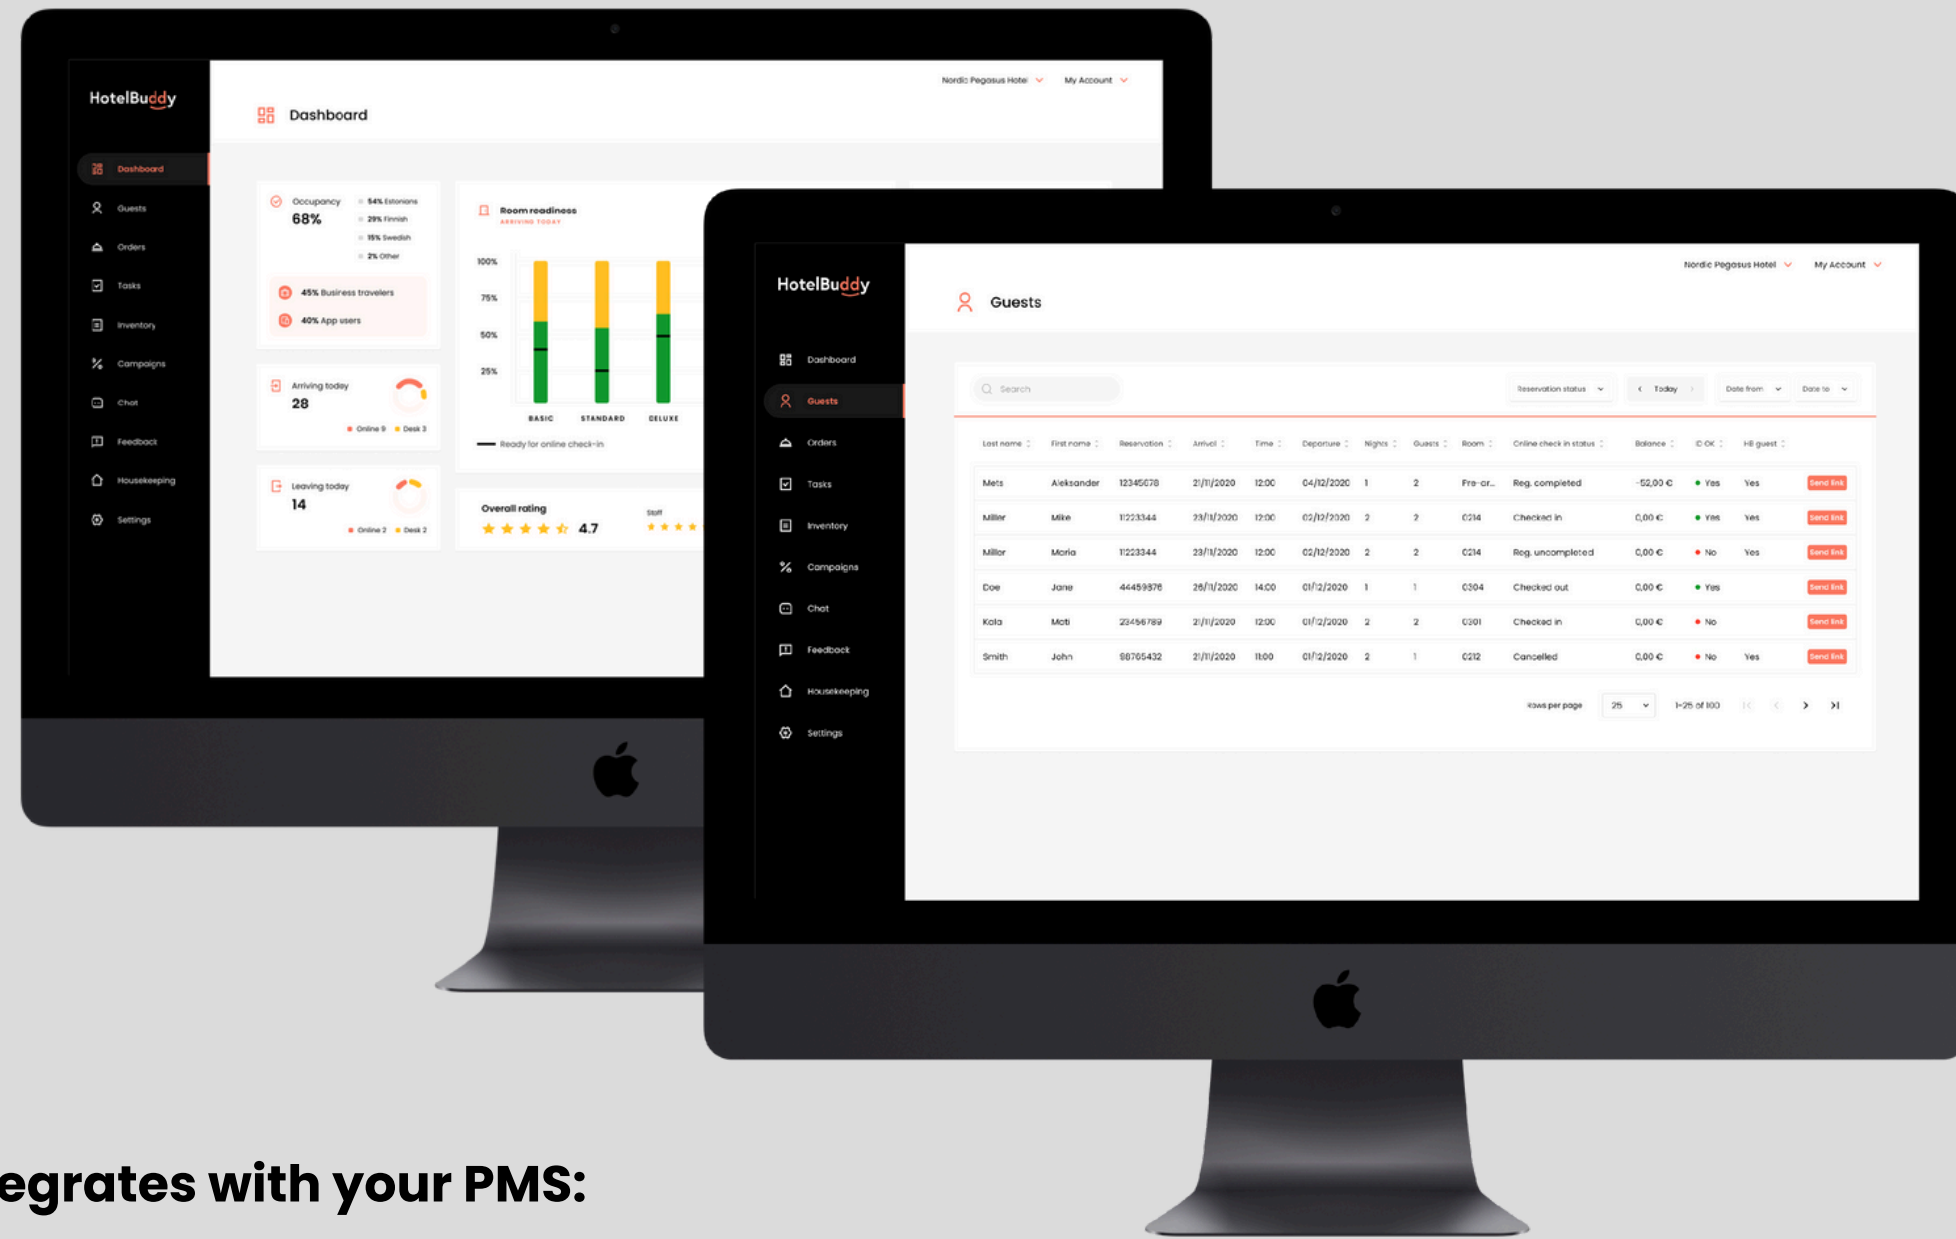 HotelBuddy
Nordic Pegasus Hotel My Account
Dashboard
Dashboard
Guests
Orders
Tasks
Inventory
Campaigns
Chat
Feedback
Housekeeping
Settings
Occupancy
68%
54% Estonians
29% Finnish
15% Swedish
2% Other
45% Business travelers
40% App users
Arriving today
28
Online 9 Desk 3
Leaving today
14
Online 2 Desk 2
Room readiness
ARRIVING TODAY
100%
75%
50%
25%
BASIC STANDARD DELUXE
Ready for online check-in
Overall rating
4.7
Staff
HotelBuddy
Nordic Pegasus Hotel My Account
Guests
Dashboard
Guests
Orders
Tasks
Inventory
Campaigns
Chat
Feedback
Housekeeping
Settings
Search Reservation status < Today > Date from Date to
Last name First name Reservation Arrival Time Departure Nights Guests Room Online check in status Balance ID OK HB guest
Mets Aleksander 12345678 21/11/2020 12:00 04/12/2020 1 2 Pre-ar... Reg. completed -52,00 € Yes Yes Send link
Miller Mike 11223344 23/11/2020 12:00 02/12/2020 2 2 0214 Checked in 0,00 € Yes Yes Send link
Miller Maria 11223344 23/11/2020 12:00 02/12/2020 2 2 0214 Reg. uncompleted 0,00 € No Yes Send link
Doe Jane 44459876 26/11/2020 14:00 01/12/2020 1 1 0304 Checked out 0,00 € Yes Send link
Kala Mati 23456789 21/11/2020 12:00 01/12/2020 2 2 0301 Checked in 0,00 € No Send link
Smith John 98765432 21/11/2020 11:00 01/12/2020 2 1 0212 Cancelled 0,00 € No Yes Send link
Rows per page 25 1-25 of 100
egrates with your PMS: